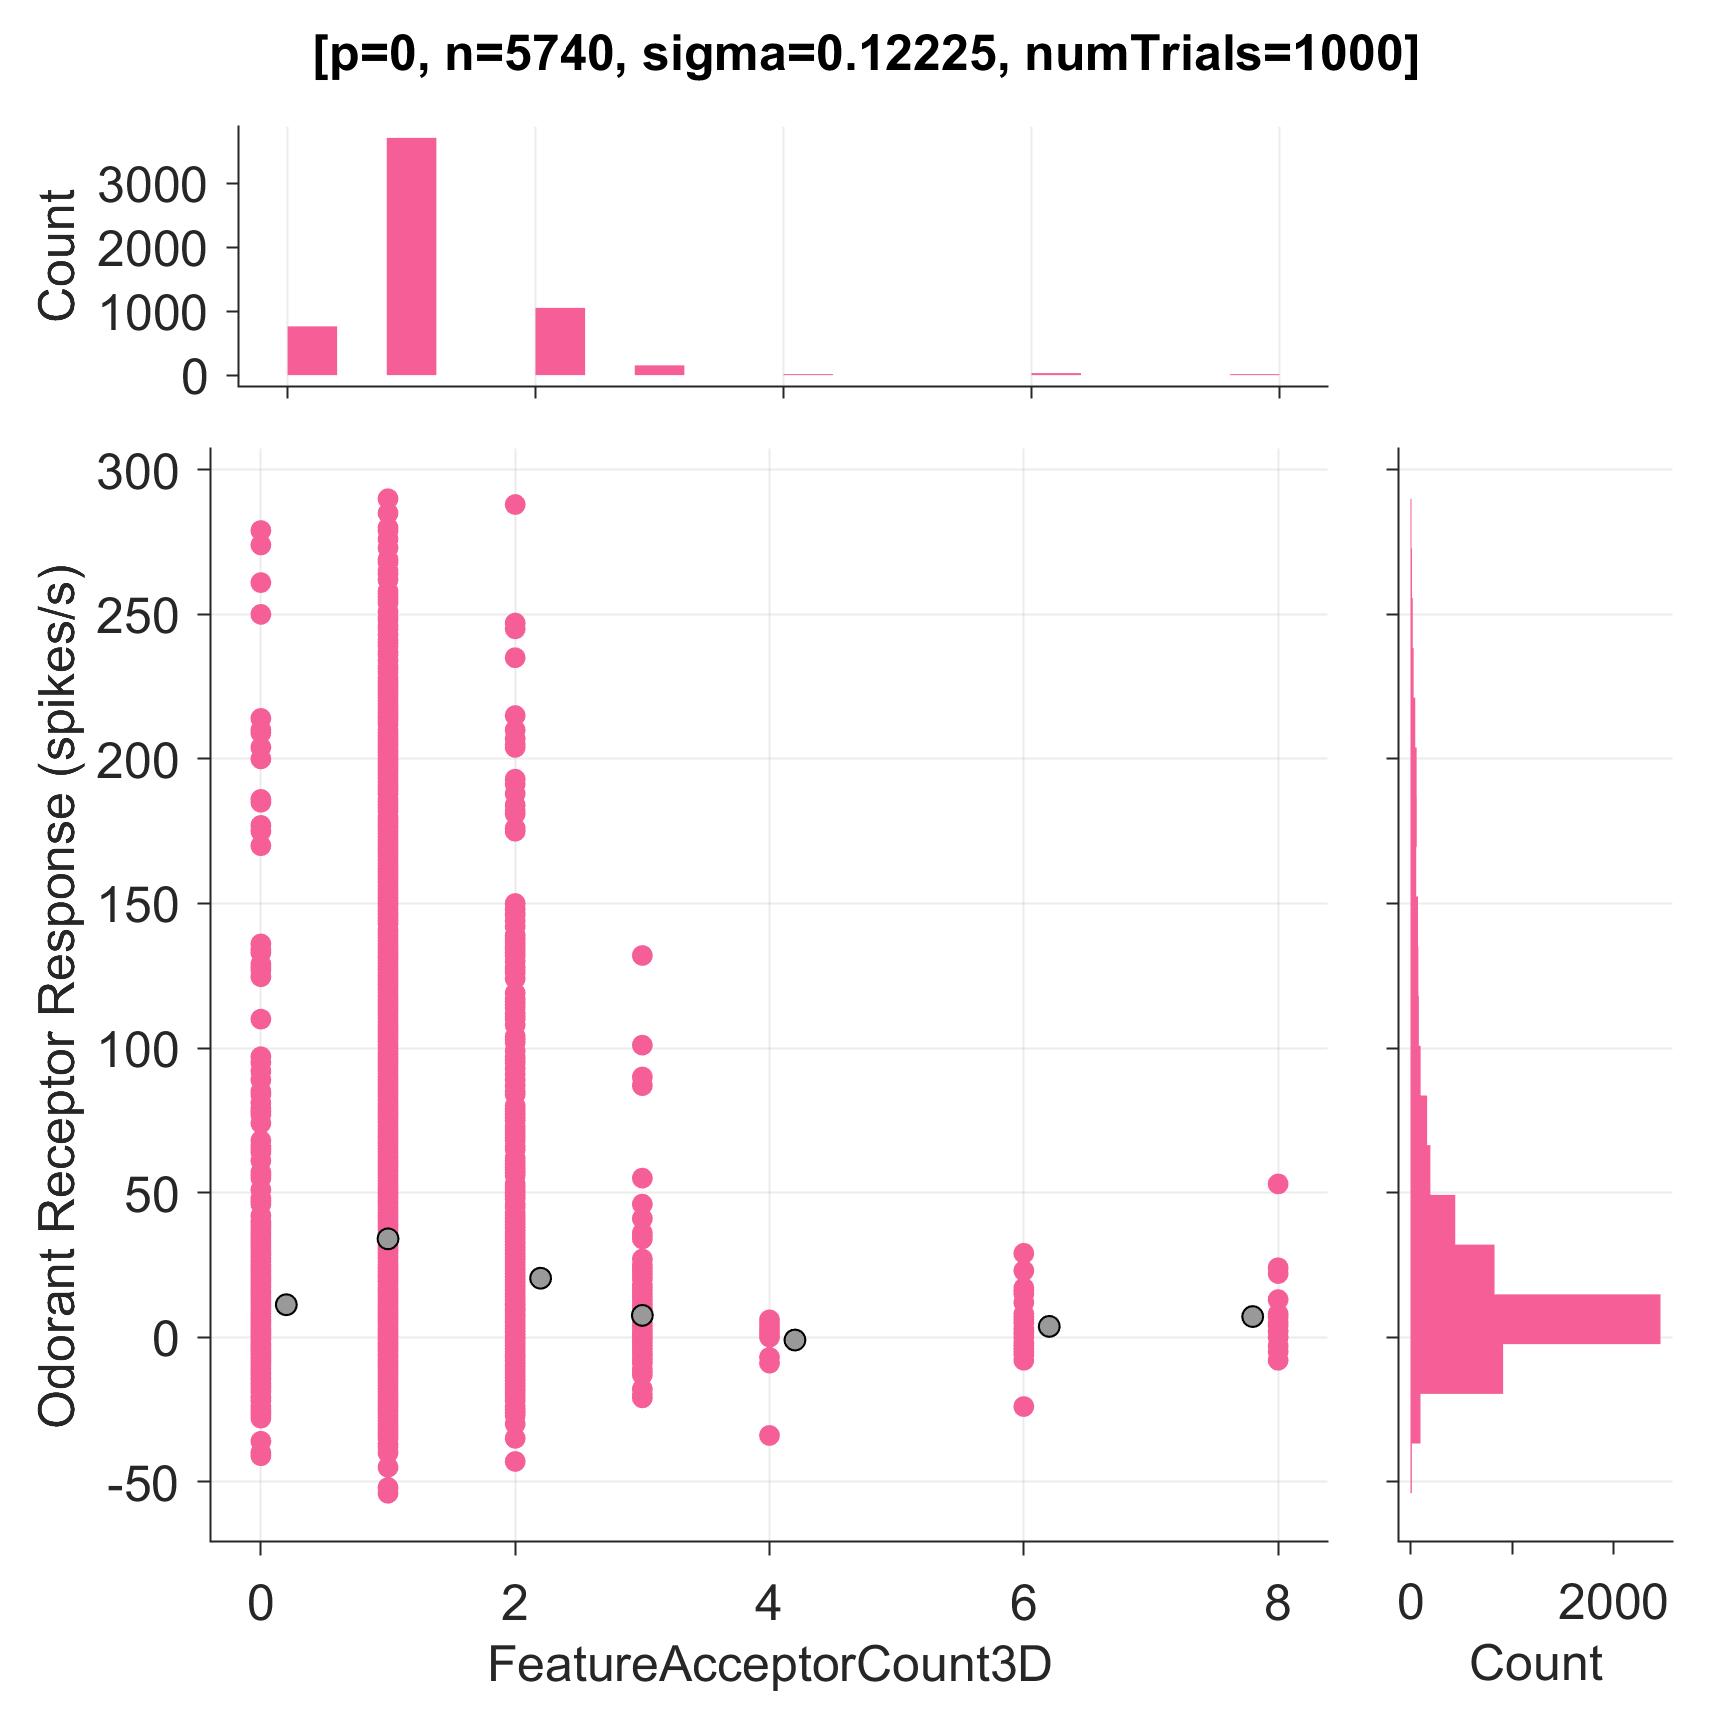 [p=0, n=5740, sigma=0.12225, numTrials=1000]
Count
3000
2000
1000
0
Odorant Receptor Response (spikes/s)
300
250
200
150
100
50
0
-50
0 2 4 6 8
FeatureAcceptorCount3D
0 2000
Count